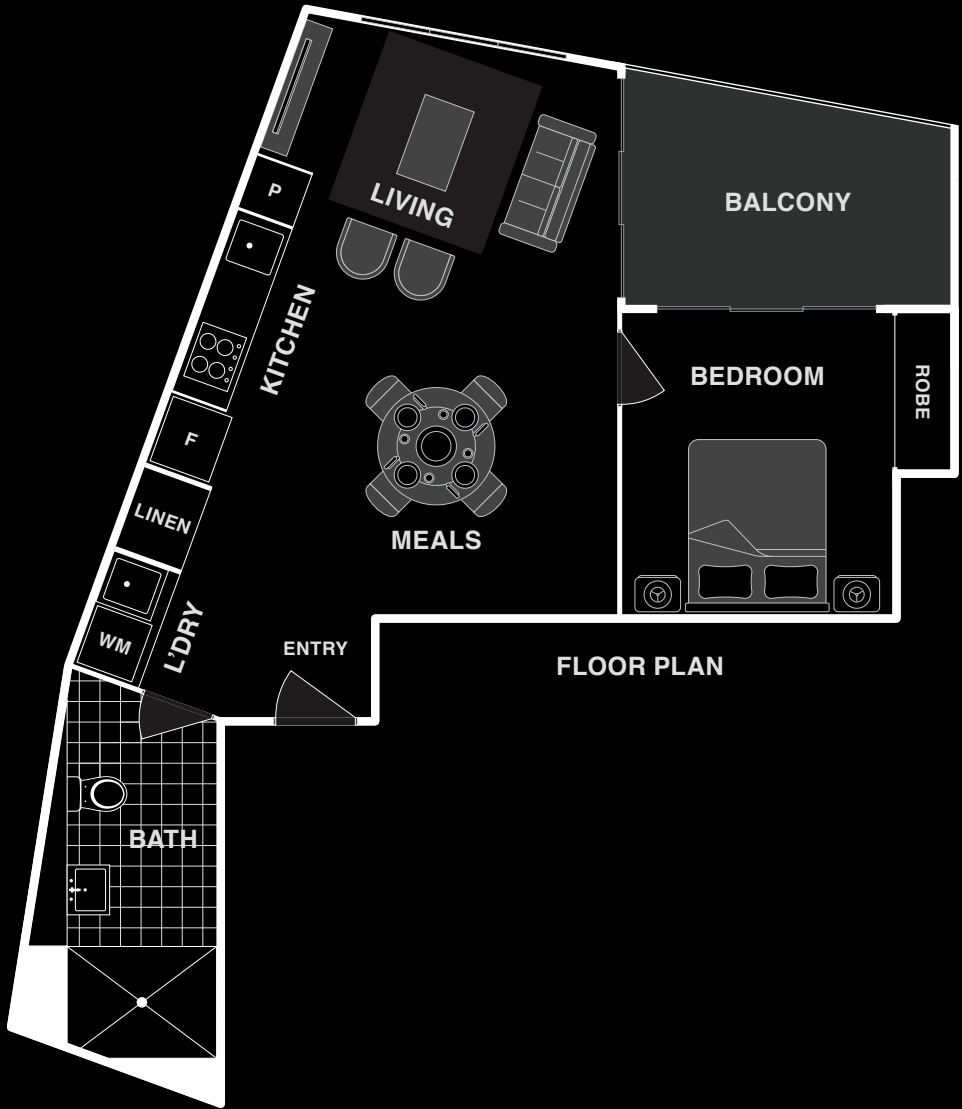 P
LIVING
BALCONY
KITCHEN
BEDROOM
ROBE
F
LINEN
MEALS
WM
L'DRY
ENTRY
FLOOR PLAN
BATH